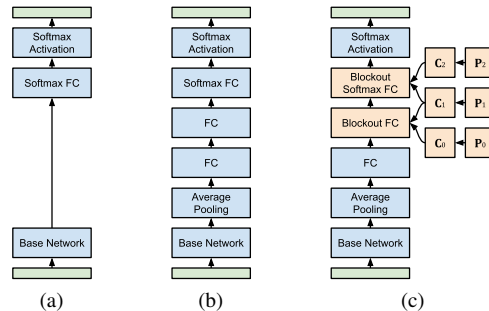 Softmax
Activation
Softmax FC
Base Network
(a)
Softmax
Activation
Softmax FC
FC
FC
Average
Pooling
Base Network
(b)
Softmax
Activation
Blockout
Softmax FC
Blockout FC
FC
Average
Pooling
Base Network
C₂ P₂
C₁ P₁
C₀ P₀
(c)